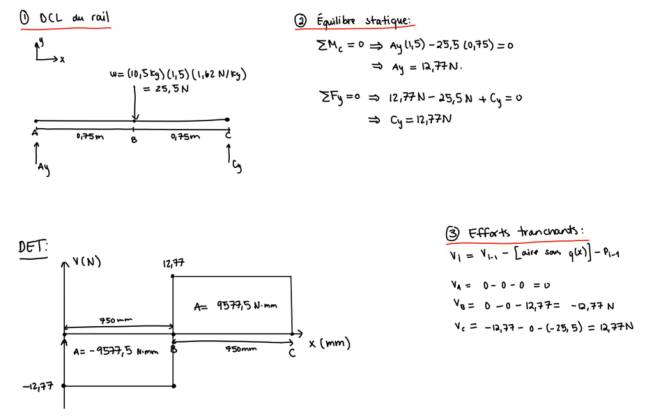 ① DCL du rail
y
x
w= (10,5 kg)(1,5)(1,62 N/kg)
= 25,5 N
A 0,75m B 0,75m C
Ay
Cy
② Équilibre statique:
ΣMc = 0 ⇒ Ay(1,5) - 25,5 (0,75) = 0
⇒ Ay = 12,77 N.
ΣFy = 0 ⇒ 12,77 N - 25,5 N + Cy = 0
⇒ Cy = 12,77 N
DET:
V(N)
12,77
A= 9577,5 N·mm
750mm
B 750mm C
x (mm)
A= -9577,5 N·mm
-12,77
③ Efforts tranchants:
Vi = Vi-1 - [aire sous q(x)] - Pi-1
VA = 0 - 0 - 0 = 0
VB = 0 - 0 - 12,77 = -12,77 N
Vc = -12,77 - 0 - (-25,5) = 12,77 N